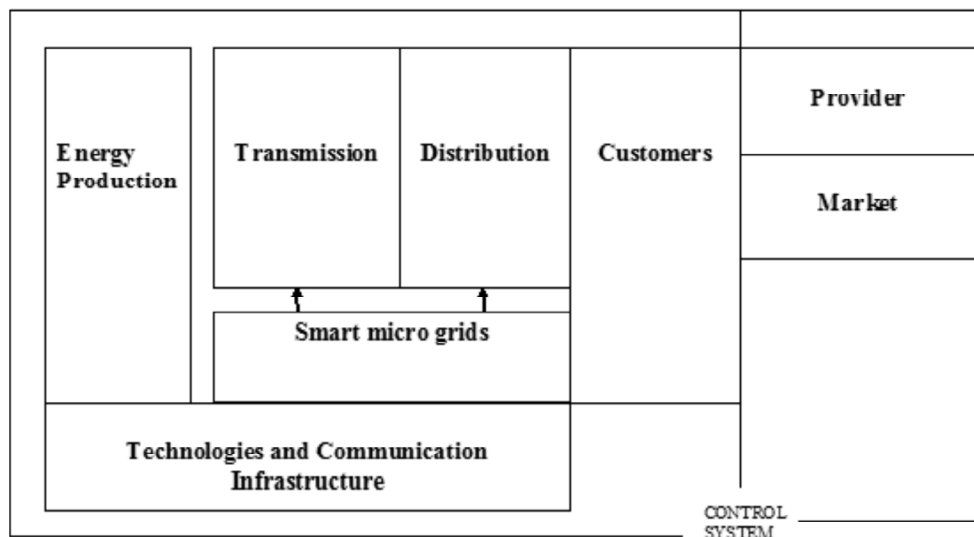 Energy
Production
Transmission
Distribution
Customers
Provider
Market
Smart micro grids
Technologies and Communication
Infrastructure
CONTROL
SYSTEM